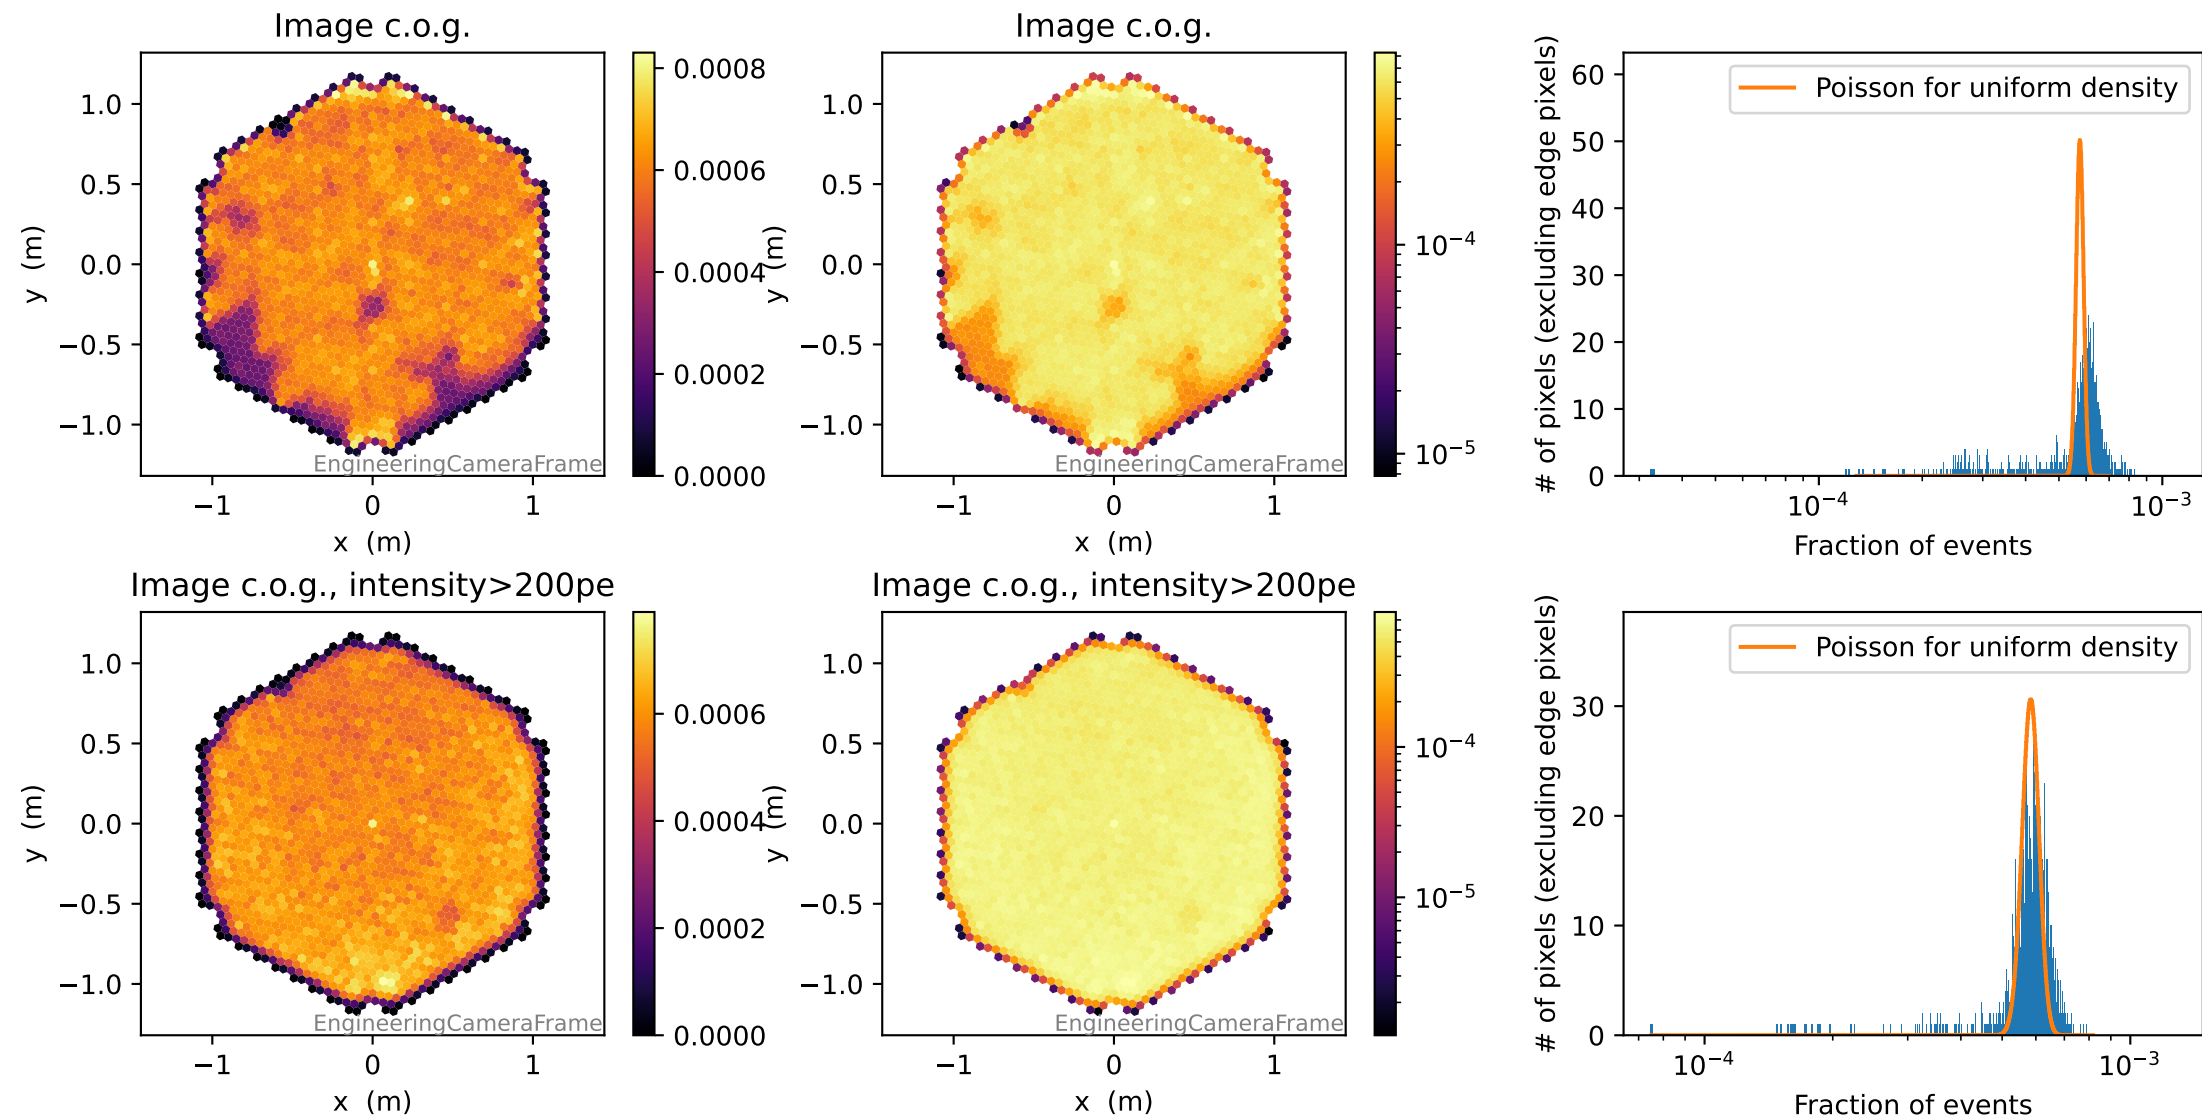 Image c.o.g.
1.0
0.5
0.0
−0.5
−1.0
y (m)
−1
0
1
x (m)
EngineeringCameraFrame
0.0008
0.0006
0.0004
0.0002
0.0000
Image c.o.g.
1.0
0.5
0.0
−0.5
−1.0
y (m)
−1
0
1
x (m)
EngineeringCameraFrame
10⁻⁴
10⁻⁵
# of pixels (excluding edge pixels)
60
50
40
30
20
10
0
Poisson for uniform density
10⁻⁴
10⁻³
Fraction of events
Image c.o.g., intensity>200pe
1.0
0.5
0.0
−0.5
−1.0
y (m)
−1
0
1
x (m)
EngineeringCameraFrame
0.0006
0.0004
0.0002
0.0000
Image c.o.g., intensity>200pe
1.0
0.5
0.0
−0.5
−1.0
y (m)
−1
0
1
x (m)
EngineeringCameraFrame
10⁻⁴
10⁻⁵
# of pixels (excluding edge pixels)
30
20
10
0
Poisson for uniform density
10⁻⁴
10⁻³
Fraction of events